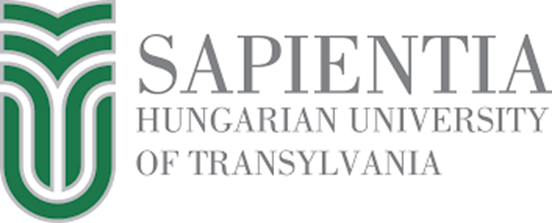 SAPIENTIA
HUNGARIAN UNIVERSITY
OF TRANSYLVANIA